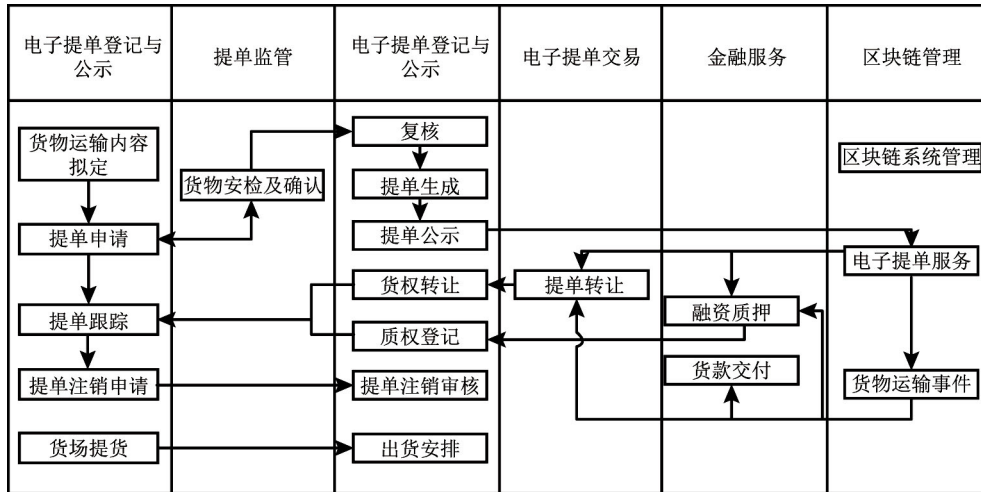 电子提单登记与
公示
提单监管
电子提单登记与
公示
电子提单交易
金融服务
区块链管理
货物运输内容
拟定
提单申请
提单跟踪
提单注销申请
货场提货
货物安检及确认
复核
提单生成
提单公示
货权转让
质权登记
提单注销审核
出货安排
提单转让
融资质押
货款交付
区块链系统管理
电子提单服务
货物运输事件